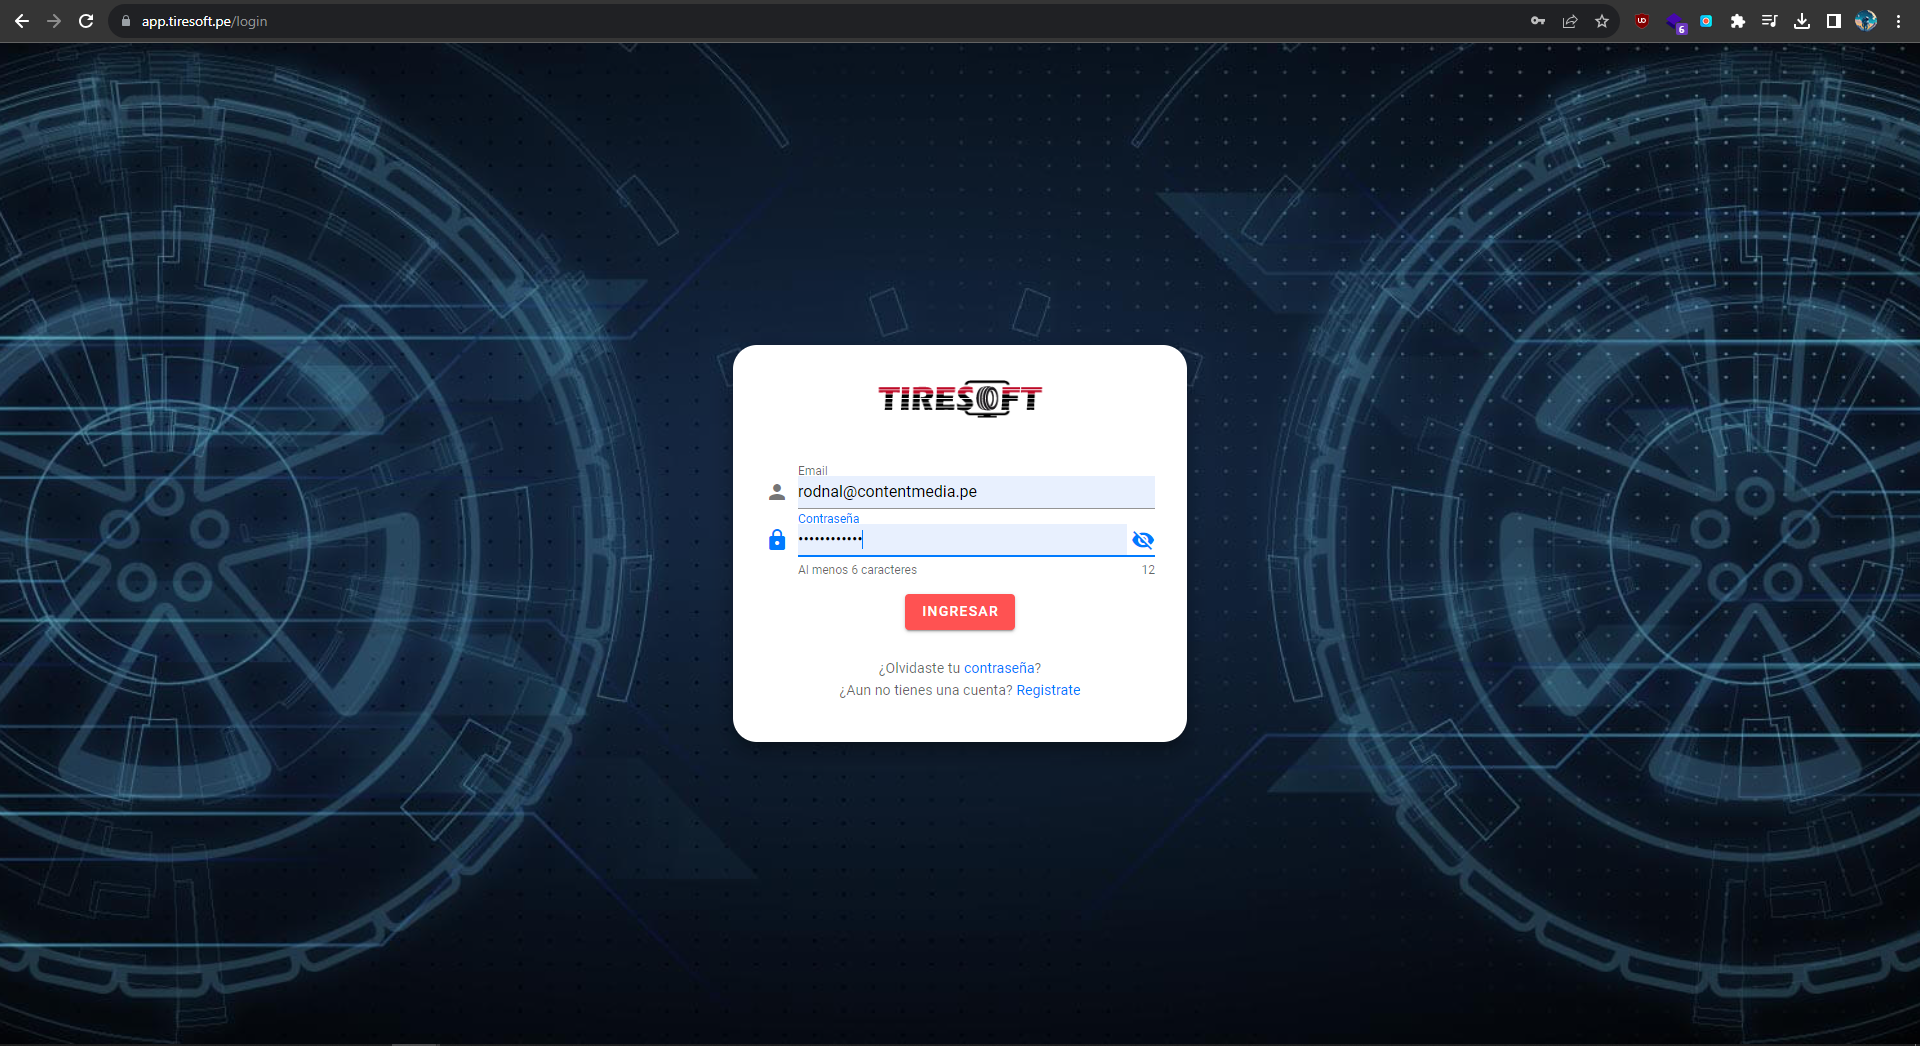 app.tiresoft.pe/login
6
TIRESOFT
Email
rodnal@contentmedia.pe
Contraseña
••••••••••••
Al menos 6 caracteres 12
INGRESAR
¿Olvidaste tu contraseña?
¿Aun no tienes una cuenta? Registrate